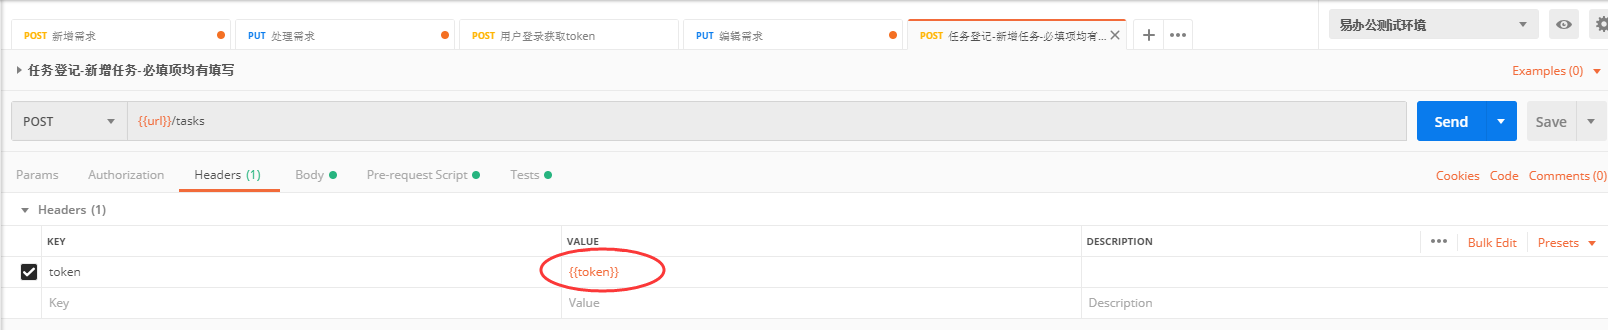 POST 新增需求 PUT 处理需求 POST 用户登录获取token PUT 编辑需求 POST 任务登记-新增任务-必填项均有... 易办公测试环境
任务登记-新增任务-必填项均有填写 Examples (0)
POST {{url}}/tasks Send Save
Params Authorization Headers (1) Body Pre-request Script Tests Cookies Code Comments (0)
Headers (1)
KEY VALUE DESCRIPTION Bulk Edit Presets
token {{token}}
Key Value Description